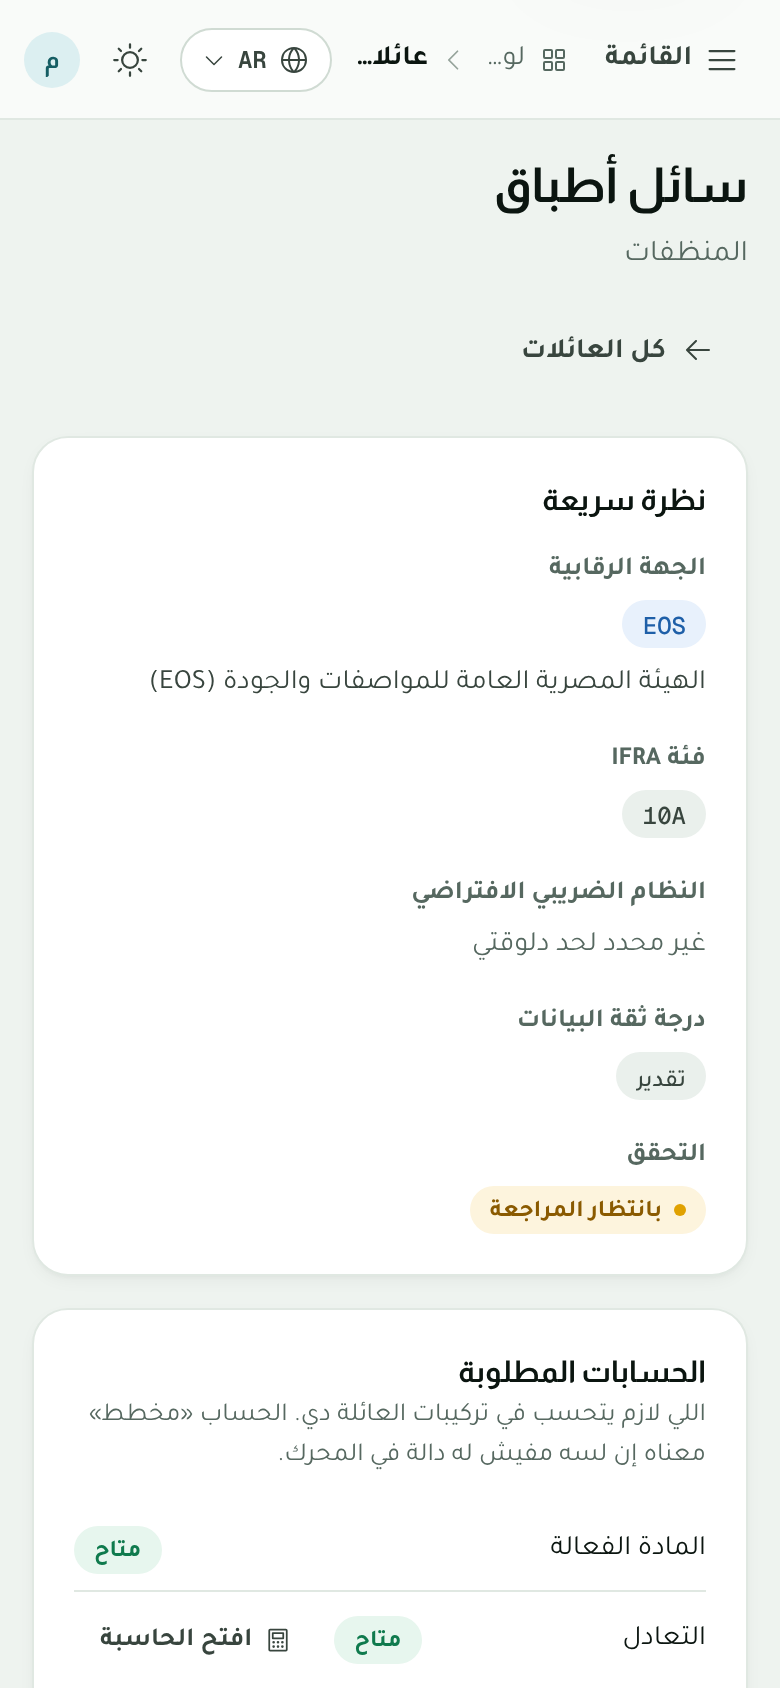 القائمة
لو...
عائلا...
AR
م
سائل أطباق
المنظفات
كل العائلات
نظرة سريعة
الجهة الرقابية
EOS
الهيئة المصرية العامة للمواصفات والجودة (EOS)
فئة IFRA
10A
النظام الضريبي الافتراضي
غير محدد لحد دلوقتي
درجة ثقة البيانات
تقدير
التحقق
بانتظار المراجعة
الحسابات المطلوبة
اللي لازم يتحسب في تركيبات العائلة دي. الحساب «مخطط»
معناه إن لسه مفيش له دالة في المحرك.
المادة الفعالة متاح
التعادل متاح افتح الحاسبة